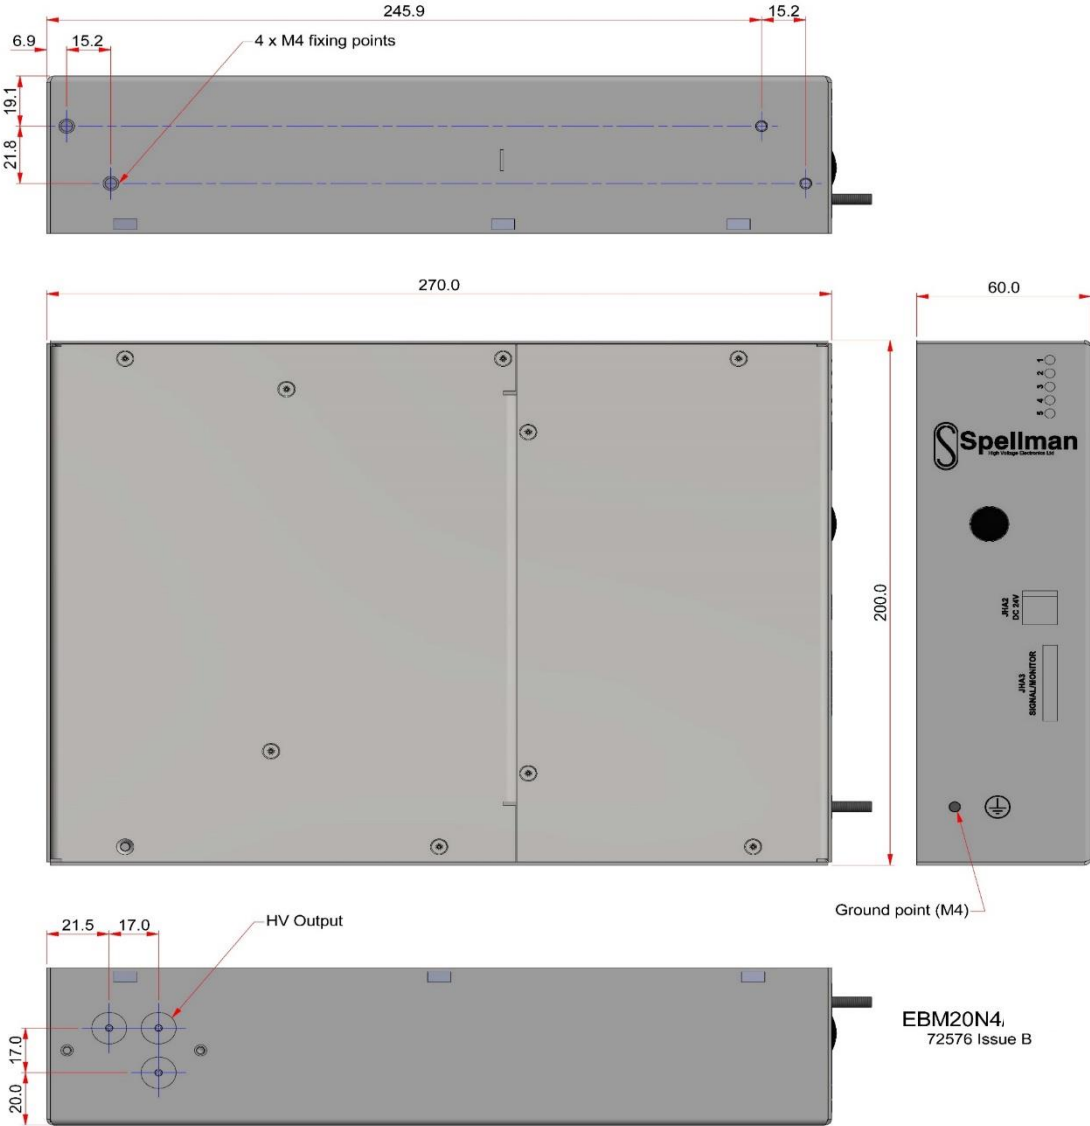 245.9
15.2
6.9
15.2
4 x M4 fixing points
19.1
21.8
270.0
60.0
1
2
3
4
5
Spellman
High Voltage Electronics Ltd
200.0
JHA2
DC 24V
JHA3
SIGNAL/MONITOR
Ground point (M4)
21.5
17.0
HV Output
17.0
20.0
EBM20N4/
72576 Issue B